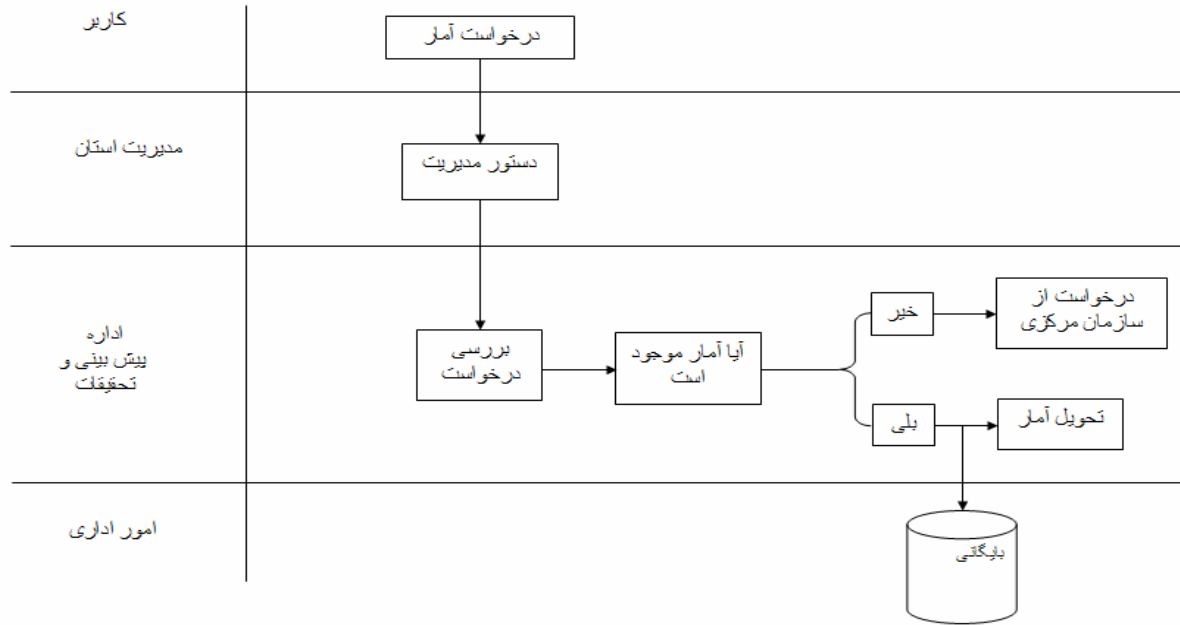 کاربر
درخواست آمار
مدیریت استان
دستور مدیریت
اداره
پیش بینی و
تحقیقات
بررسی
درخواست
آیا آمار موجود
است
خیر
درخواست از
سازمان مرکزی
بلی
تحویل آمار
امور اداری
بایگانی